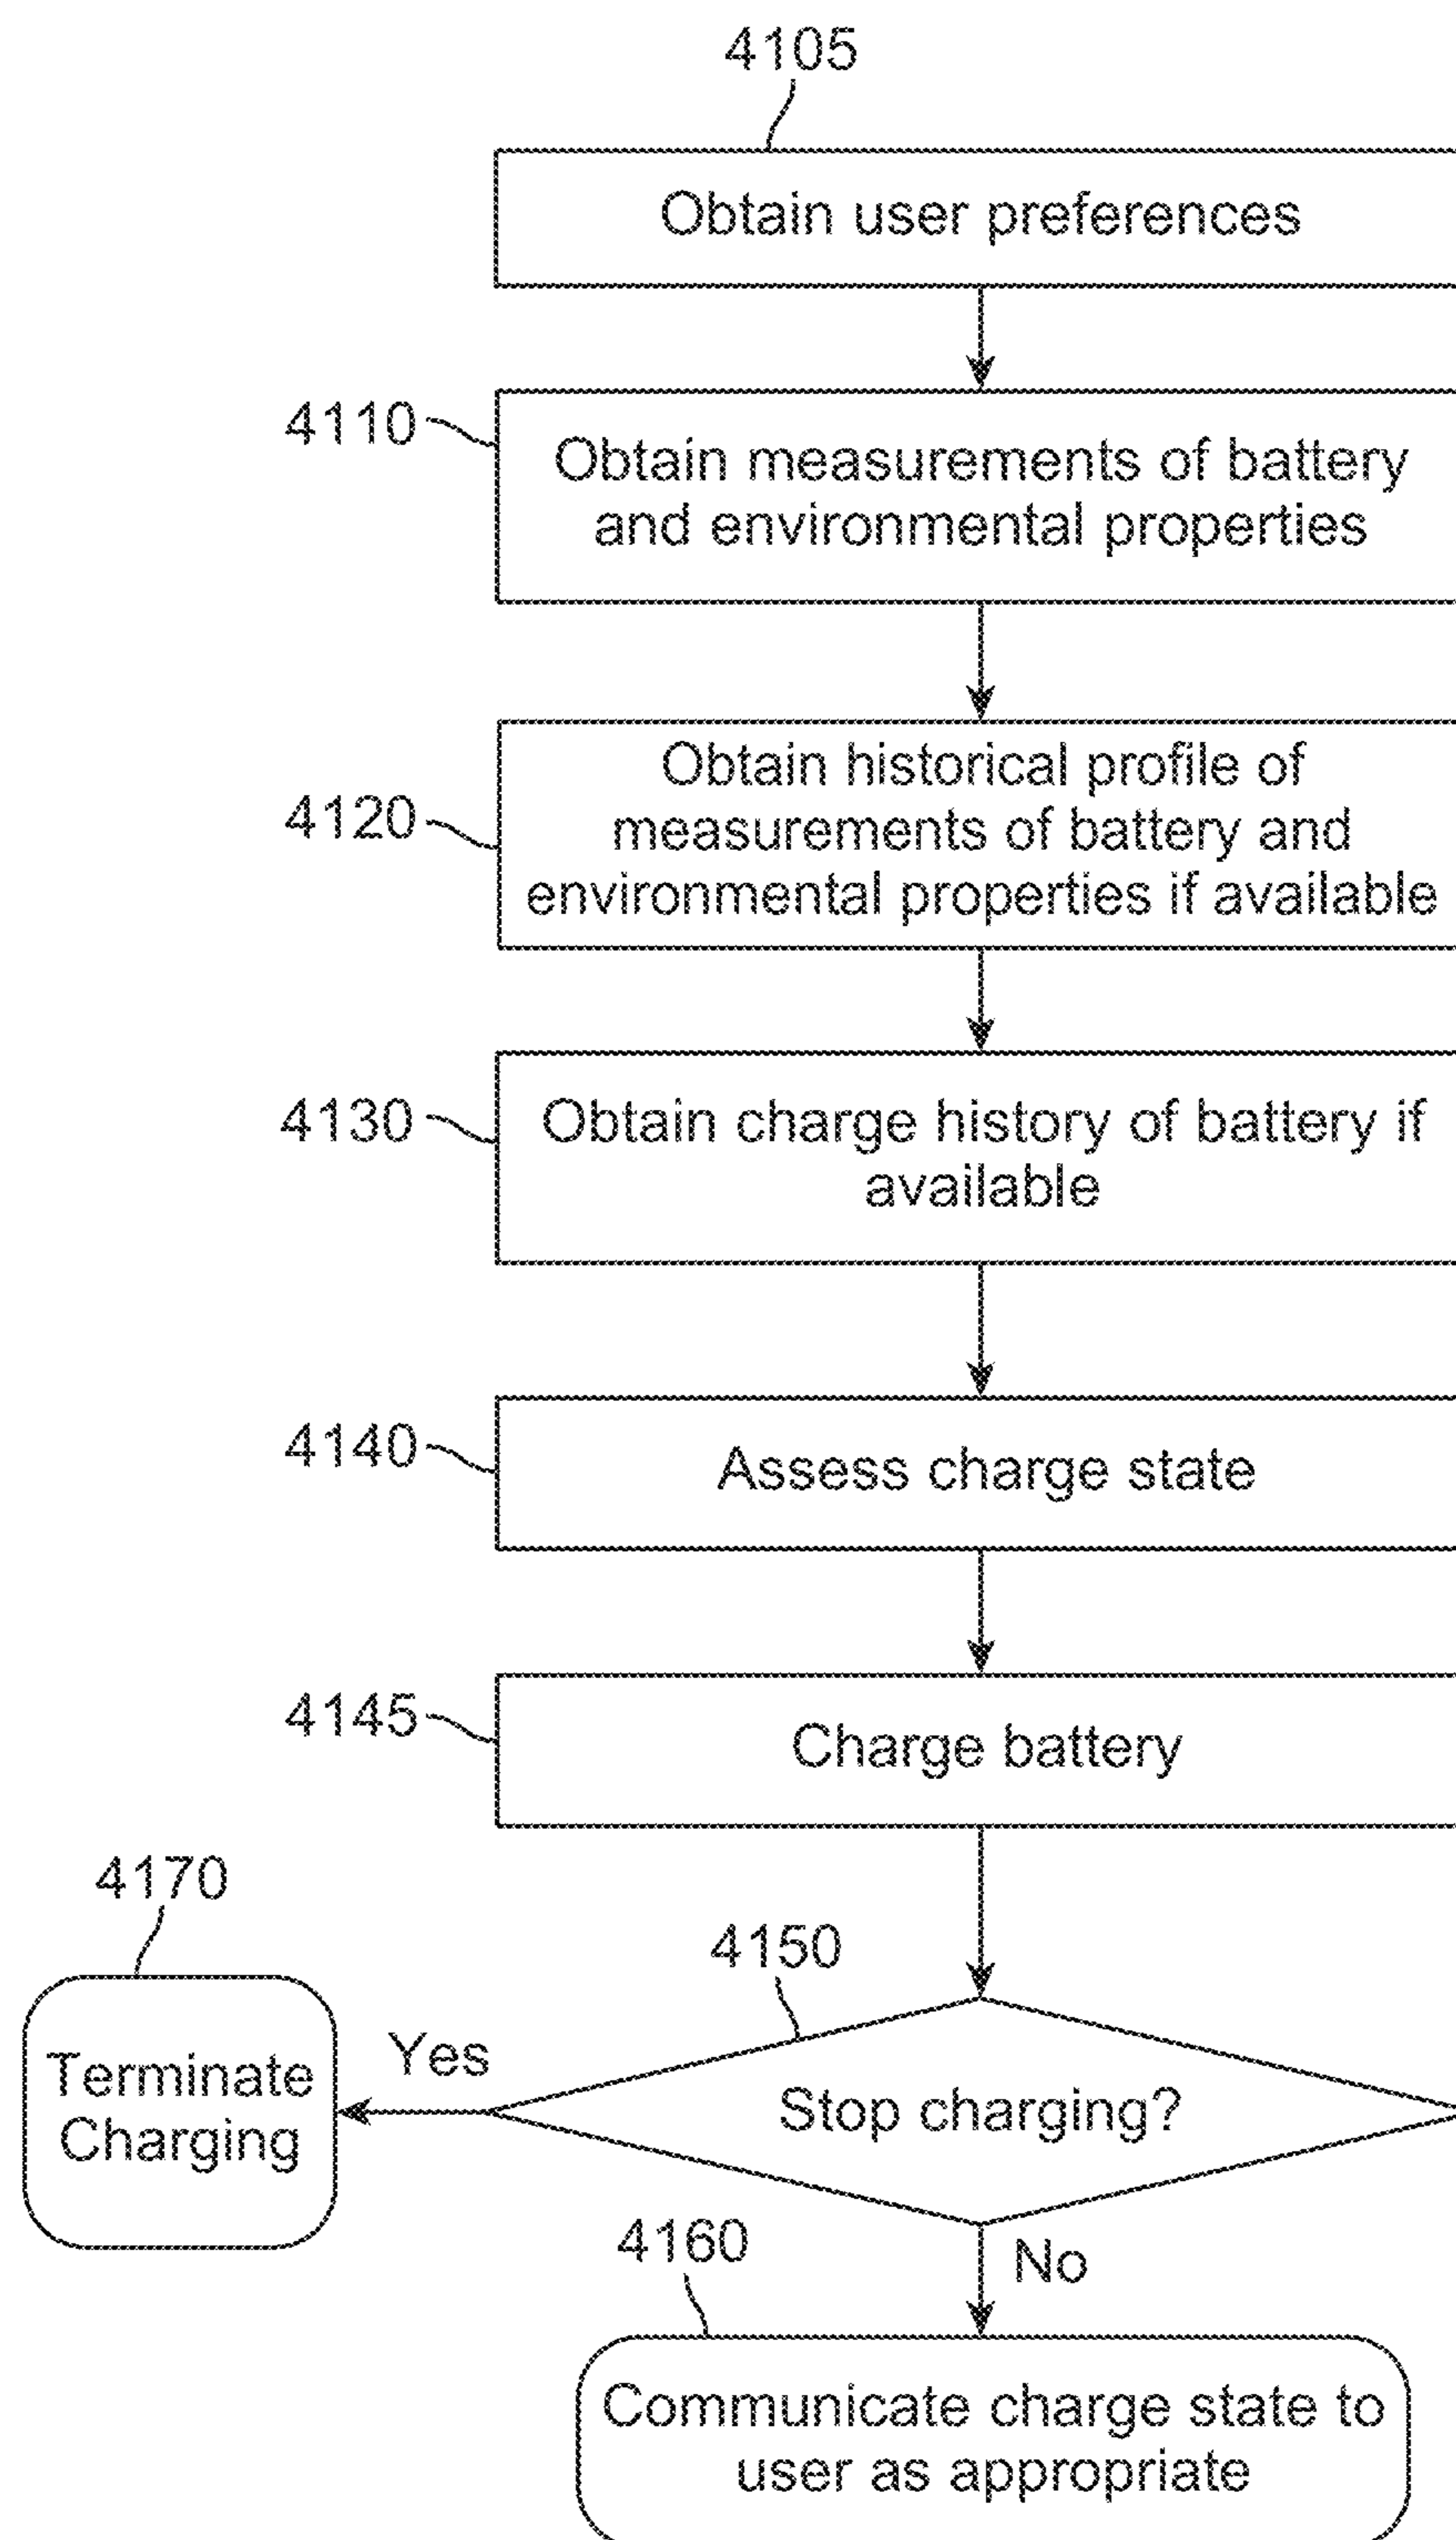 4105
Obtain user preferences
4110
Obtain measurements of battery
and environmental properties
4120
Obtain historical profile of
measurements of battery and
environmental properties if available
4130
Obtain charge history of battery if
available
4140
Assess charge state
4145
Charge battery
4170
4150
Terminate
Charging
Yes
Stop charging?
4160
No
Communicate charge state to
user as appropriate